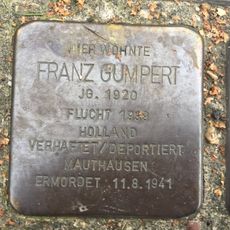 HIER WOHNTE
FRANZ GUMPERT
JG. 1920
FLUCHT
HOLLAND
VERHAFTET/DEPORTIERT
MAUTHAUSEN
ERMORDET 11.8.1941